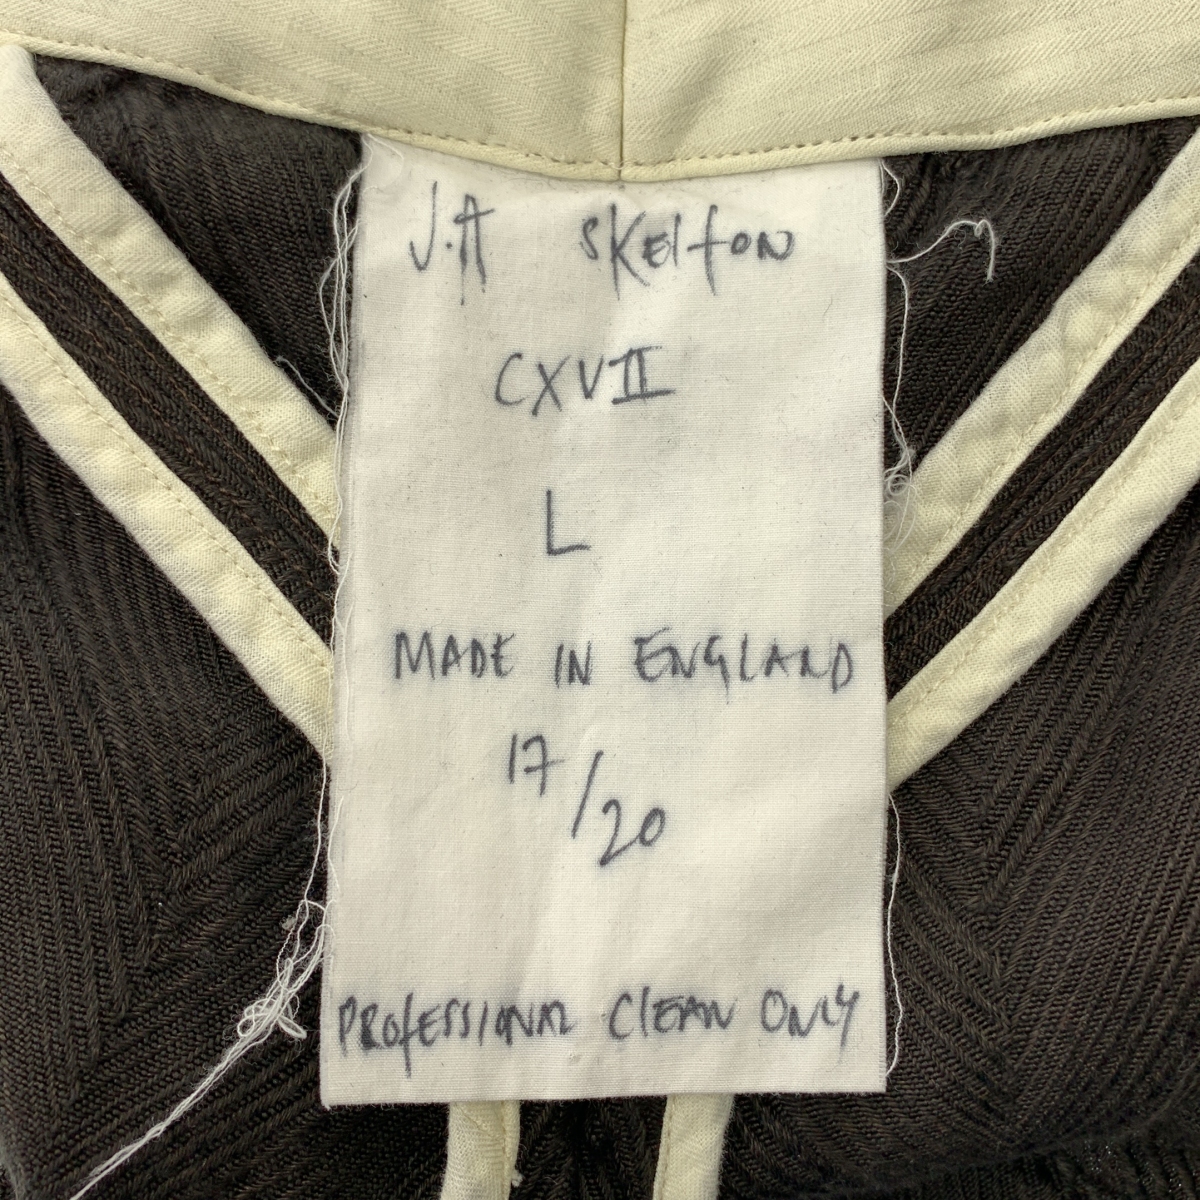 J.A SKELTON
CXVII
L
MADE IN ENGLAND
17/20
PROFESSIONAL CLEAN ONLY